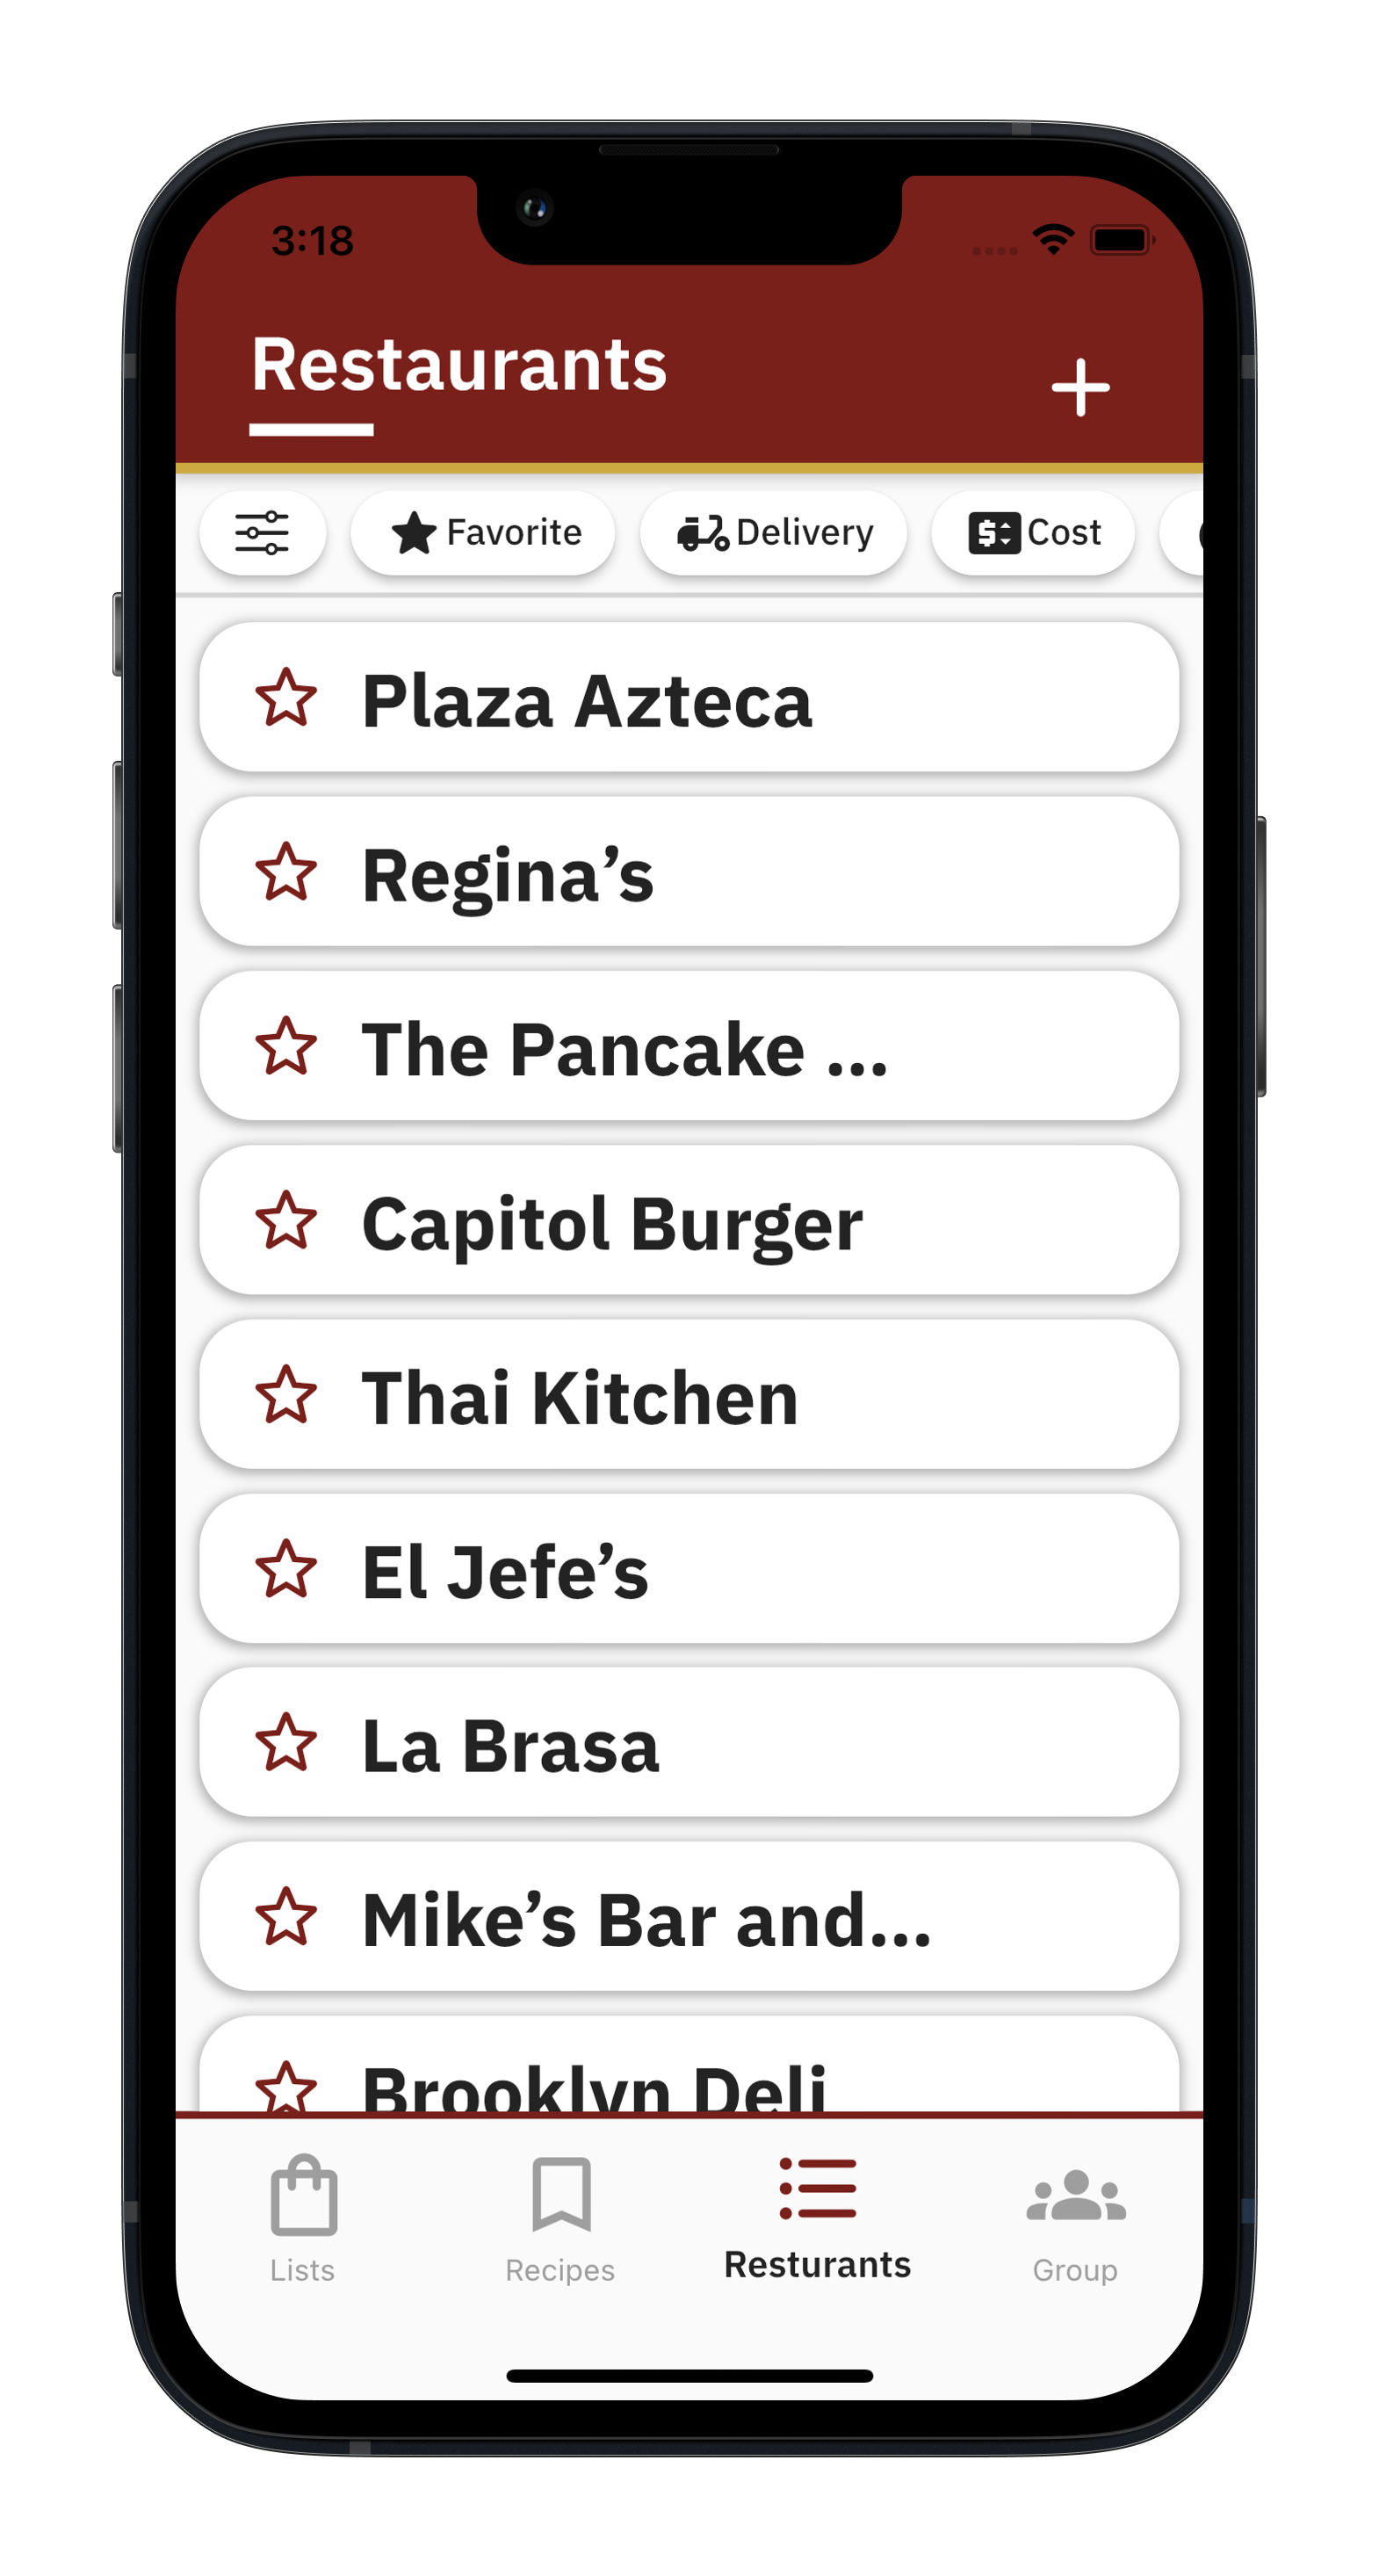 3:18
Restaurants
Favorite
Delivery
Cost
Plaza Azteca
Regina’s
The Pancake ...
Capitol Burger
Thai Kitchen
El Jefe’s
La Brasa
Mike’s Bar and...
Brooklyn Deli
Lists
Recipes
Resturants
Group